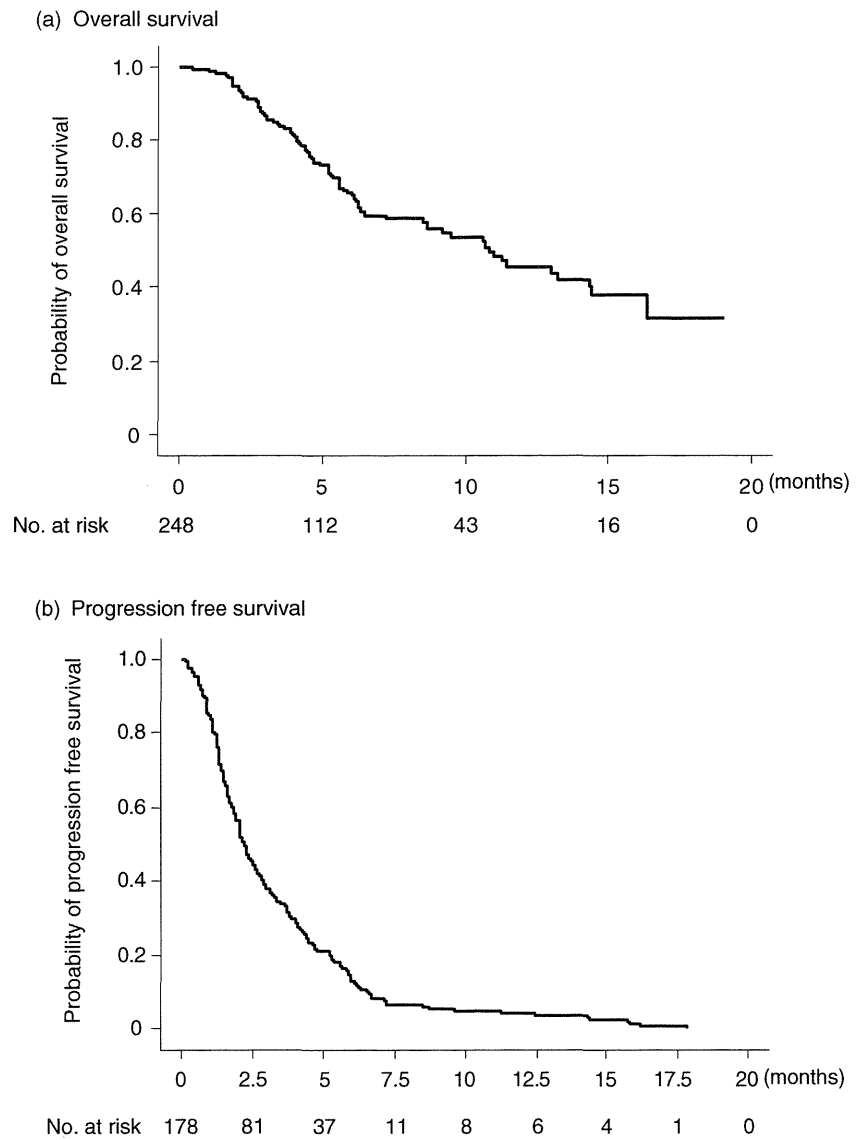 (a) Overall survival
Probability of overall survival
1.0
0.8
0.6
0.4
0.2
0
0 5 10 15 20 (months)
No. at risk 248 112 43 16 0
(b) Progression free survival
Probability of progression free survival
1.0
0.8
0.6
0.4
0.2
0
0 2.5 5 7.5 10 12.5 15 17.5 20 (months)
No. at risk 178 81 37 11 8 6 4 1 0